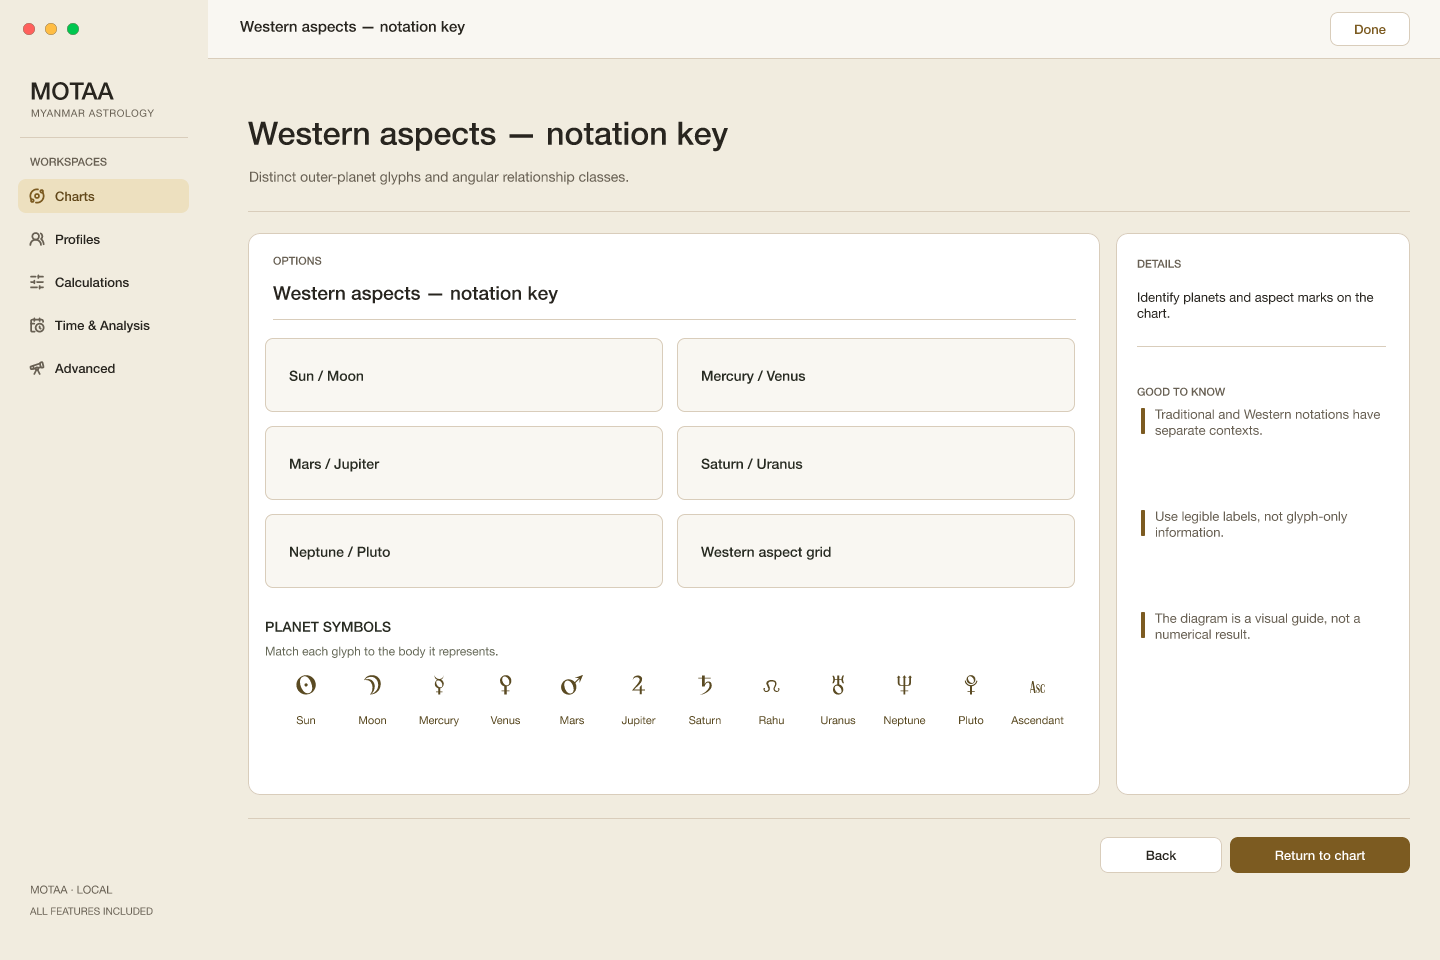 Western aspects — notation key
Done
MOTAA
MYANMAR ASTROLOGY
WORKSPACES
Charts
Profiles
Calculations
Time & Analysis
Advanced
MOTAA · LOCAL
ALL FEATURES INCLUDED
Western aspects — notation key
Distinct outer-planet glyphs and angular relationship classes.
OPTIONS
Western aspects — notation key
Sun / Moon
Mercury / Venus
Mars / Jupiter
Saturn / Uranus
Neptune / Pluto
Western aspect grid
PLANET SYMBOLS
Match each glyph to the body it represents.
☉ ☽ ☿ ♀ ♂ ♃ ♄ ☊ ♅ ♆ ⚴ Asc
Sun Moon Mercury Venus Mars Jupiter Saturn Rahu Uranus Neptune Pluto Ascendant
DETAILS
Identify planets and aspect marks on the
chart.
GOOD TO KNOW
Traditional and Western notations have
separate contexts.
Use legible labels, not glyph-only
information.
The diagram is a visual guide, not a
numerical result.
Back
Return to chart